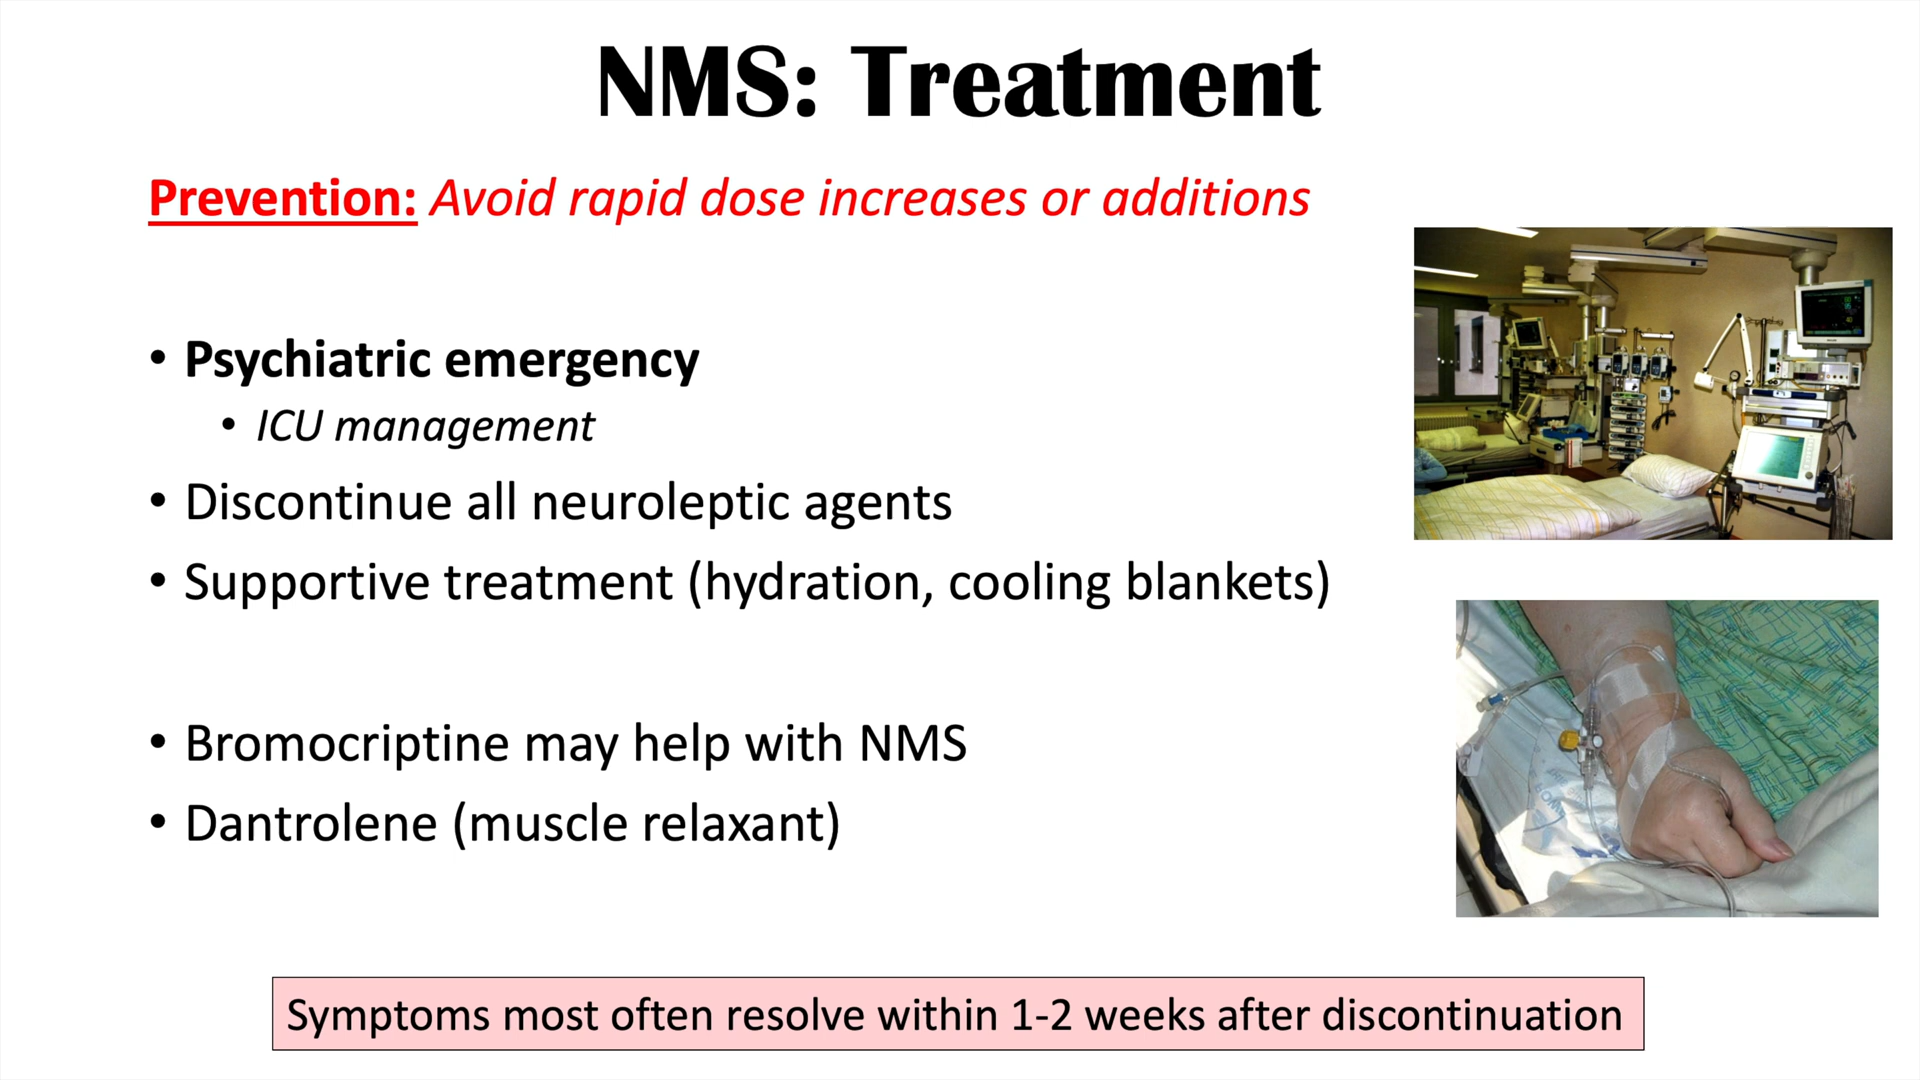 NMS: Treatment
Prevention: Avoid rapid dose increases or additions
• Psychiatric emergency
• ICU management
• Discontinue all neuroleptic agents
• Supportive treatment (hydration, cooling blankets)
• Bromocriptine may help with NMS
• Dantrolene (muscle relaxant)
Symptoms most often resolve within 1-2 weeks after discontinuation